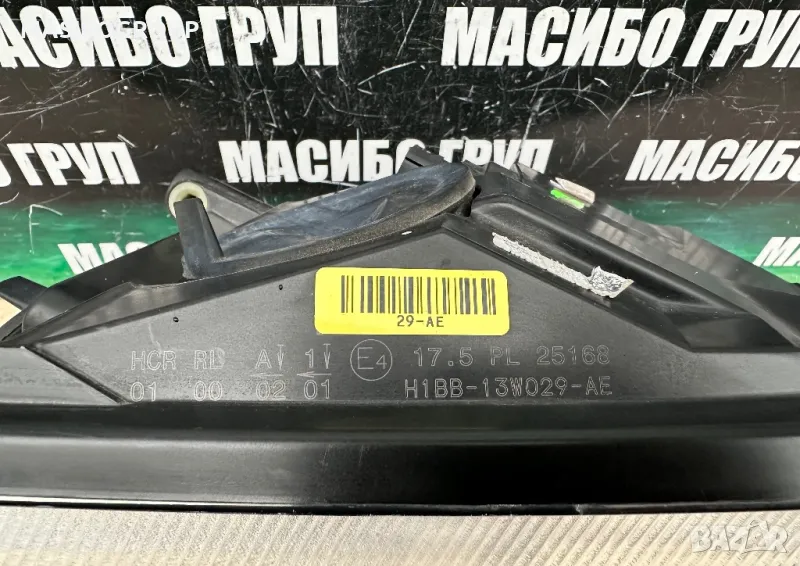 МАСИБО ГРУП МАСИБО ГРУП
ГРУП МАСИБО ГРУП МАСИБО
29-AE
HCR RL A 1 E4 17.5 PL 25168
01 00 02 01 H1BB-13W029-AE
BAZAR